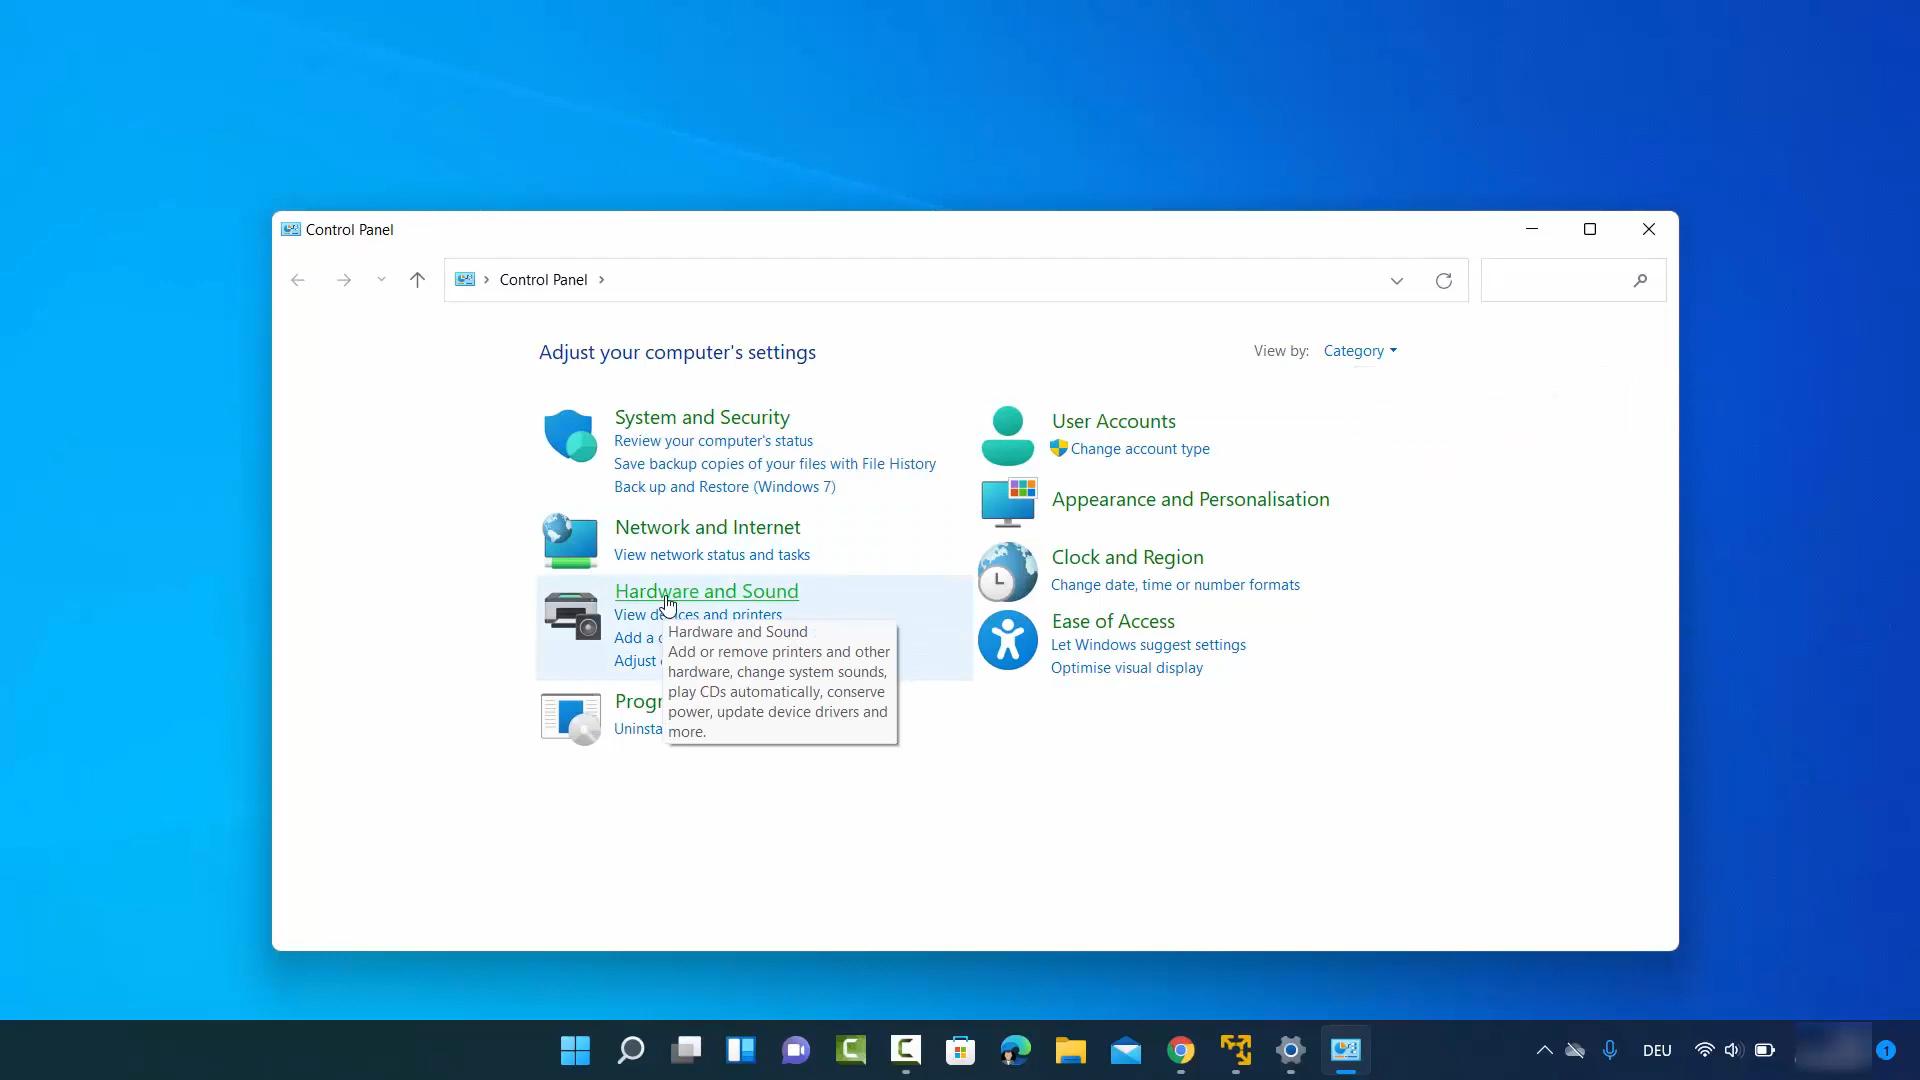 Control Panel
Control Panel
Adjust your computer's settings
View by: Category
System and Security
Review your computer's status
Save backup copies of your files with File History
Back up and Restore (Windows 7)
Network and Internet
View network status and tasks
Hardware and Sound
View devices and printers
Add a
Adjust
Hardware and Sound
Add or remove printers and other
hardware, change system sounds,
play CDs automatically, conserve
power, update device drivers and
more.
Progr
Uninsta
User Accounts
Change account type
Appearance and Personalisation
Clock and Region
Change date, time or number formats
Ease of Access
Let Windows suggest settings
Optimise visual display
DEU
1